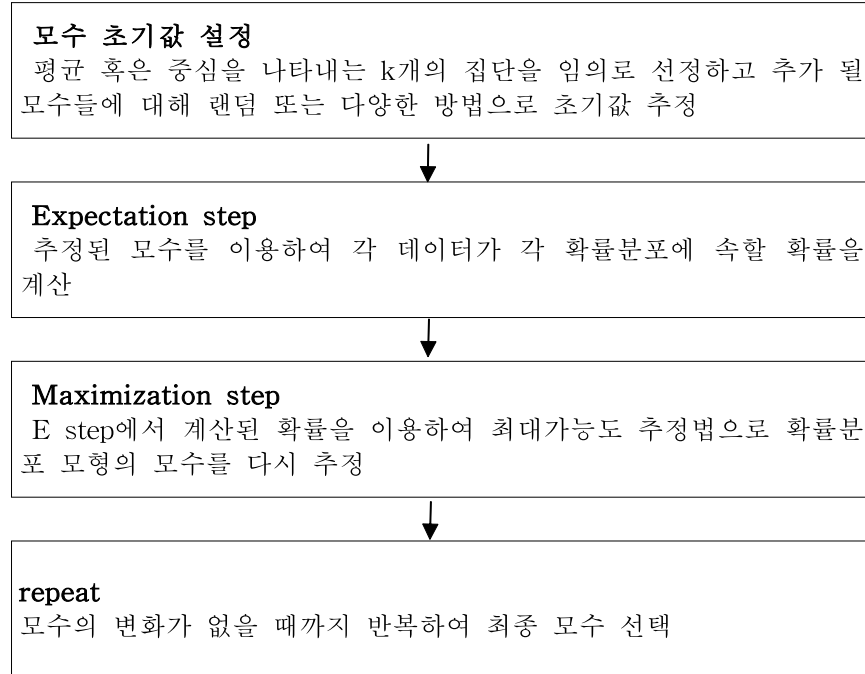 모수 초기값 설정
평균 혹은 중심을 나타내는 k개의 집단을 임의로 선정하고 추가 될
모수들에 대해 랜덤 또는 다양한 방법으로 초기값 추정
Expectation step
추정된 모수를 이용하여 각 데이터가 각 확률분포에 속할 확률을
계산
Maximization step
E step에서 계산된 확률을 이용하여 최대가능도 추정법으로 확률분
포 모형의 모수를 다시 추정
repeat
모수의 변화가 없을 때까지 반복하여 최종 모수 선택